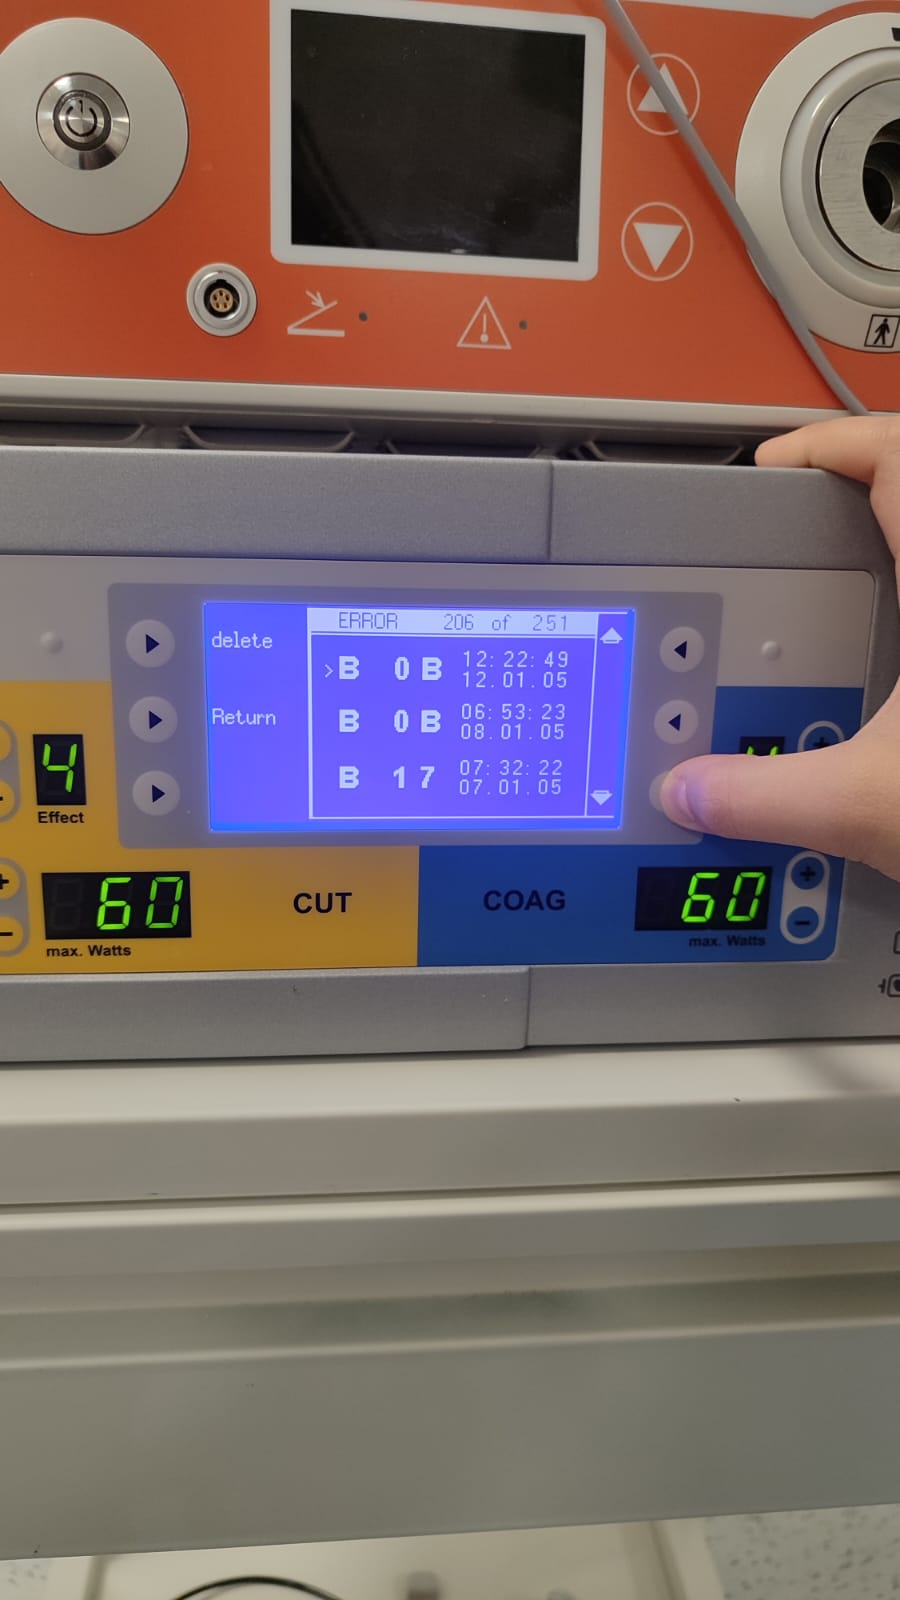 ERROR 206 of 251
delete
>B 0B 12:22:49
12.01.05
Return
B 0B 06:53:23
08.01.05
B 17 07:32:22
07.01.05
4
Effect
60
max. Watts
CUT
COAG
60
max. Watts